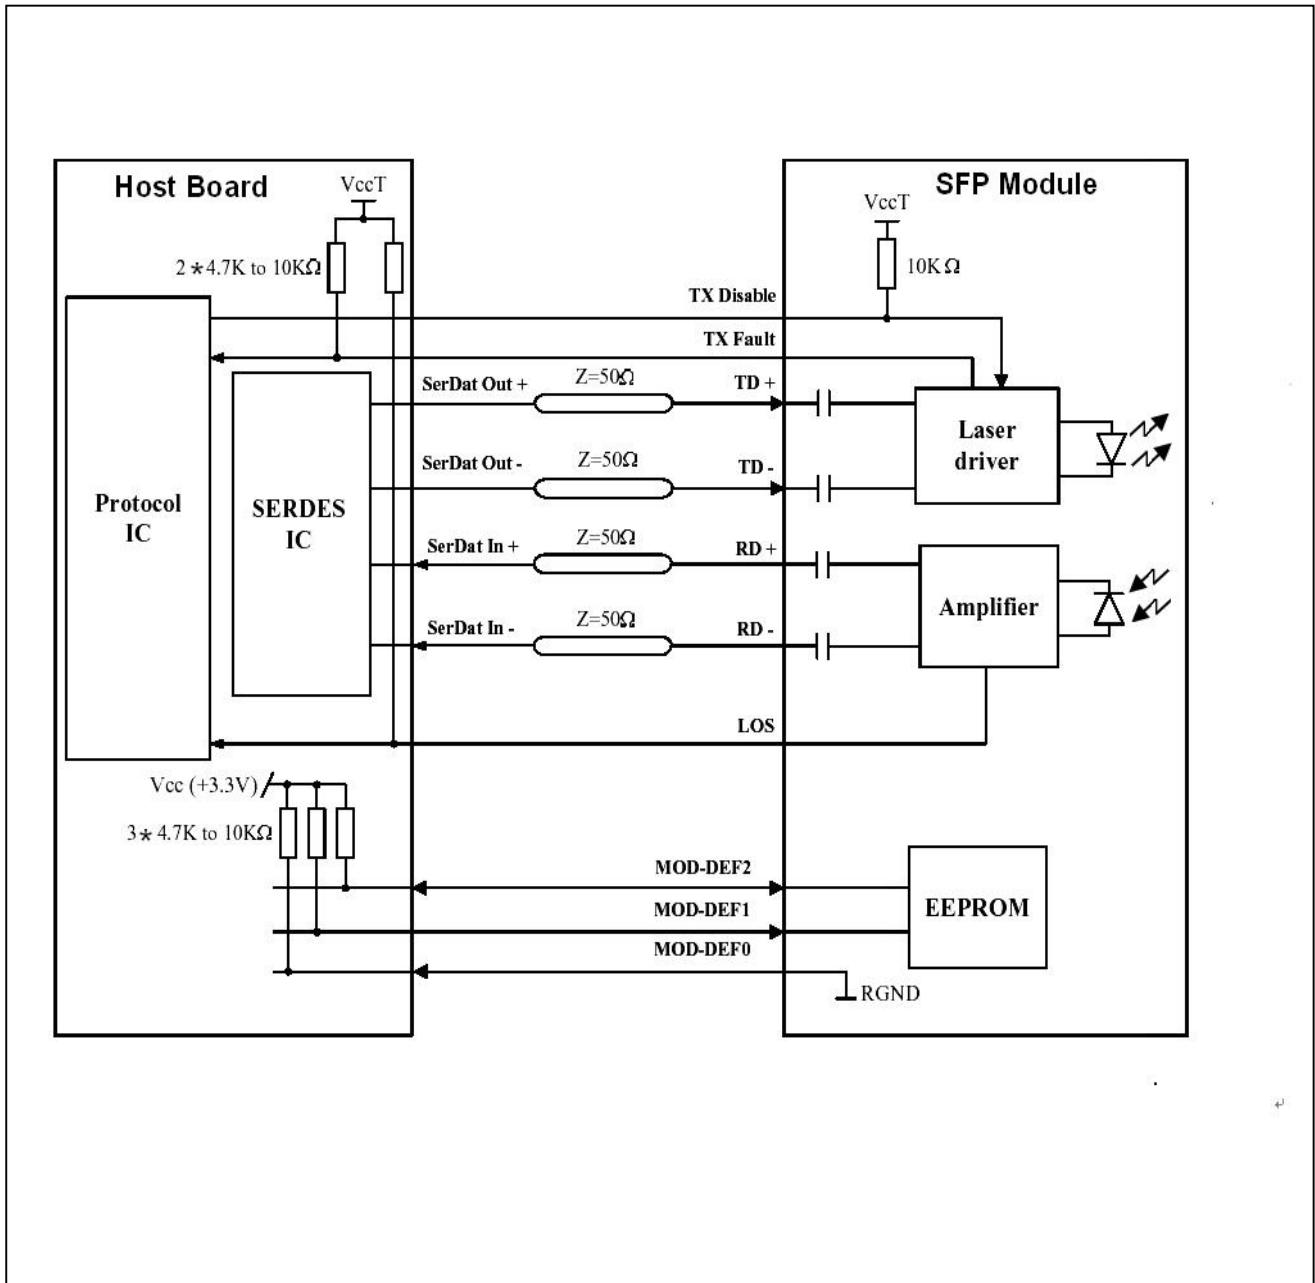 Host Board
SFP Module
VccT
VccT
2*4.7K to 10KΩ
10KΩ
TX Disable
TX Fault
SerDat Out +
Z=50Ω
TD +
SerDat Out -
Z=50Ω
TD -
Laser
driver
Protocol
IC
SERDES
IC
SerDat In +
Z=50Ω
RD +
SerDat In -
Z=50Ω
RD -
Amplifier
LOS
Vcc (+3.3V)
3*4.7K to 10KΩ
MOD-DEF2
MOD-DEF1
MOD-DEF0
EEPROM
RGND